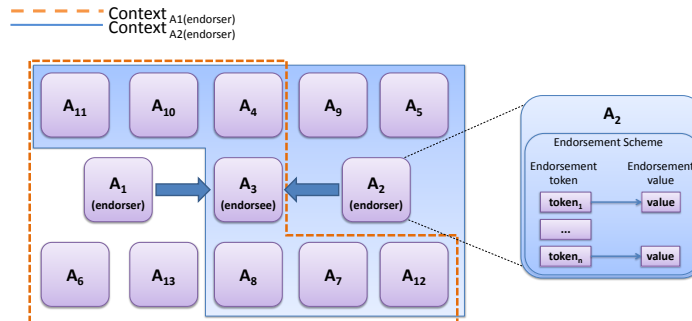 Context A1(endorser)
Context A2(endorser)
A11 A10 A4 A9 A5
A2
Endorsement Scheme
Endorsement token
Endorsement value
token1 value
...
tokenn value
A1 (endorser)
A3 (endorsee)
A2 (endorser)
A6 A13 A8 A7 A12